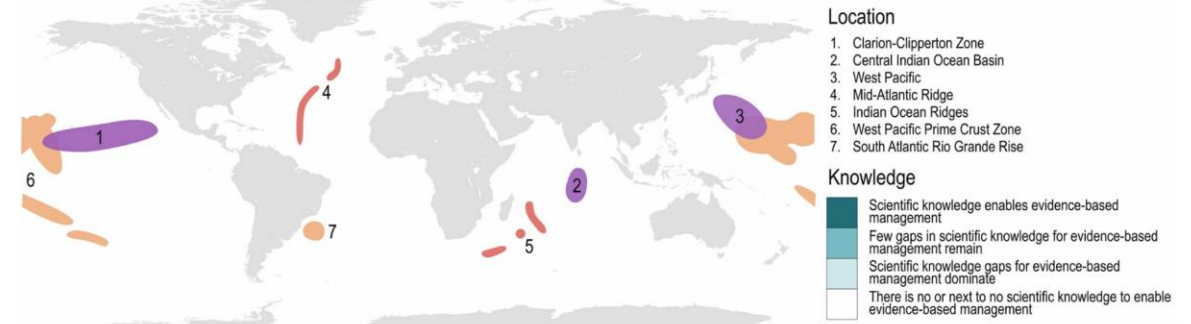 Location
1. Clarion-Clipperton Zone
2. Central Indian Ocean Basin
3. West Pacific
4. Mid-Atlantic Ridge
5. Indian Ocean Ridges
6. West Pacific Prime Crust Zone
7. South Atlantic Rio Grande Rise
Knowledge
Scientific knowledge enables evidence-based
management
Few gaps in scientific knowledge for evidence-based
management remain
Scientific knowledge gaps for evidence-based
management dominate
There is no or next to no scientific knowledge to enable
evidence-based management
4
3
1
6
2
7
5